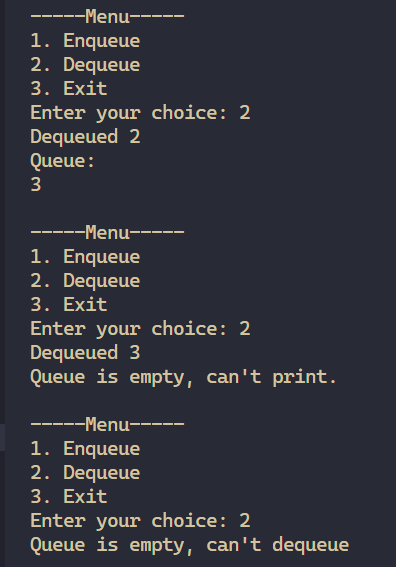 -----Menu-----
1. Enqueue
2. Dequeue
3. Exit
Enter your choice: 2
Dequeued 2
Queue:
3
-----Menu-----
1. Enqueue
2. Dequeue
3. Exit
Enter your choice: 2
Dequeued 3
Queue is empty, can't print.
-----Menu-----
1. Enqueue
2. Dequeue
3. Exit
Enter your choice: 2
Queue is empty, can't dequeue